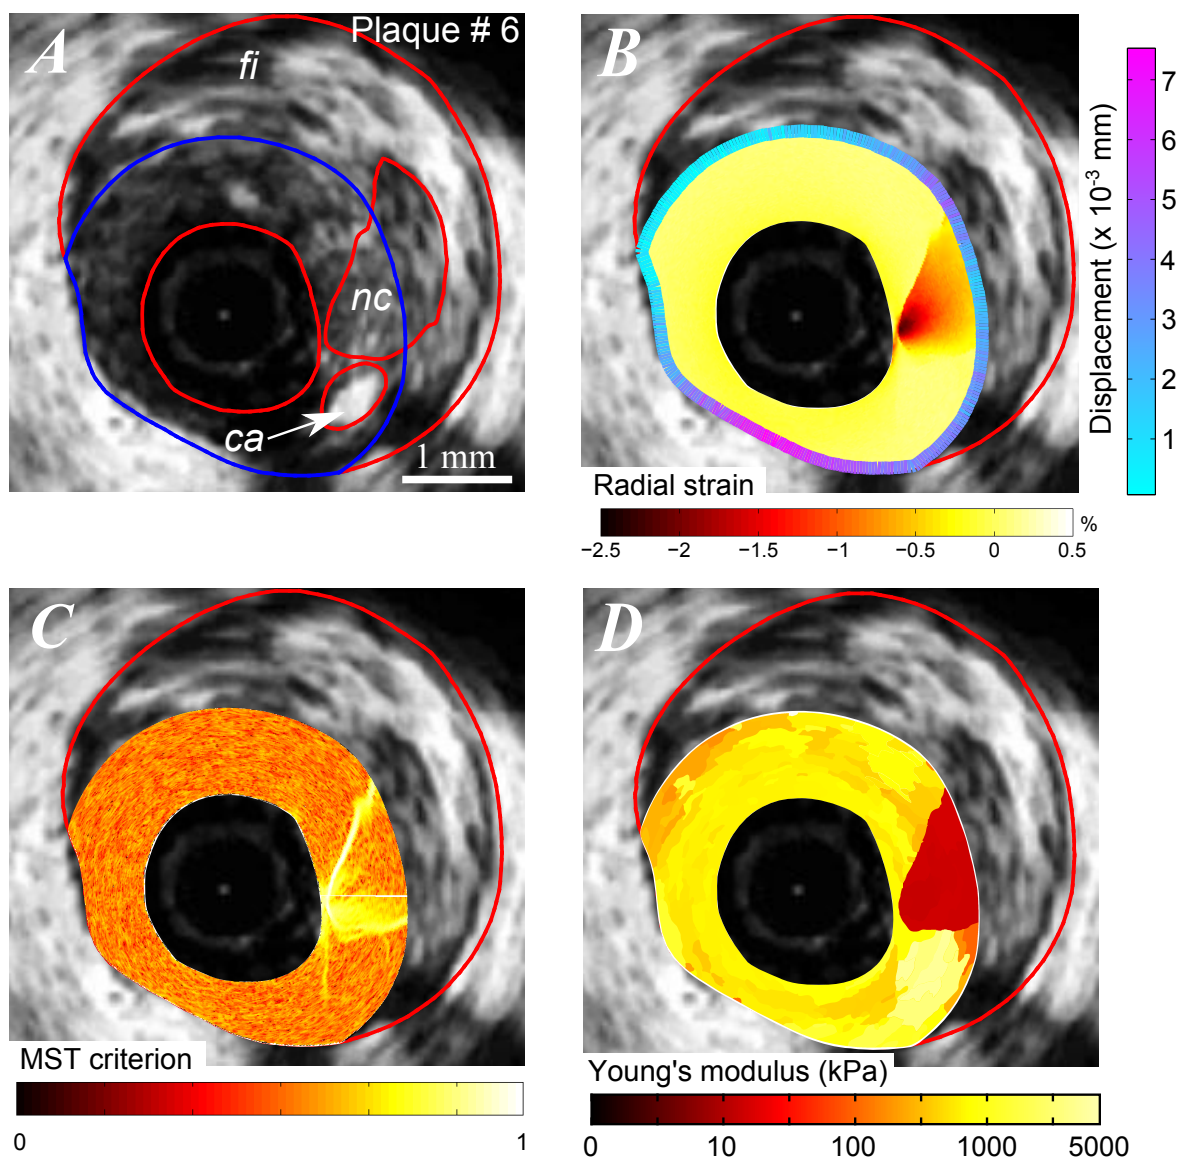 A
Plaque # 6
fi
nc
ca
1 mm
B
Displacement (x 10⁻³ mm)
7
6
5
4
3
2
1
Radial strain
%
−2.5 −2 −1.5 −1 −0.5 0 0.5
C
MST criterion
0 1
D
Young's modulus (kPa)
0 10 100 1000 5000